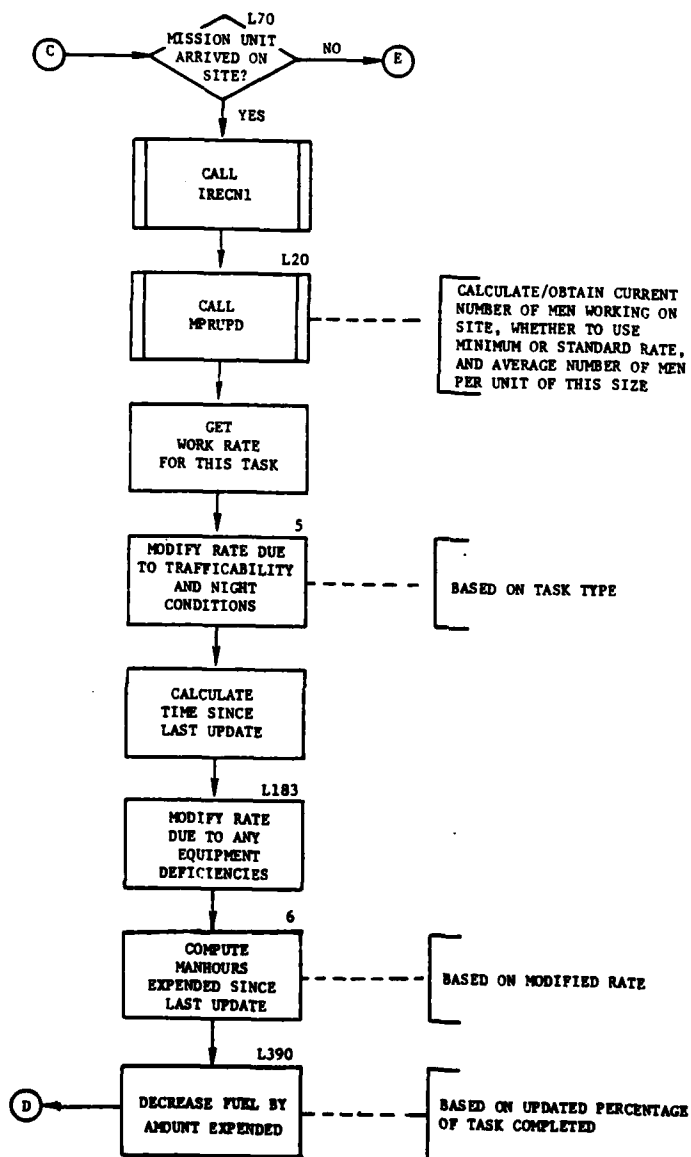 L70
C
MISSION UNIT
ARRIVED ON
SITE?
NO
E
YES
CALL
IRECN1
L20
CALL
MPRUPD
CALCULATE/OBTAIN CURRENT
NUMBER OF MEN WORKING ON
SITE, WHETHER TO USE
MINIMUM OR STANDARD RATE,
AND AVERAGE NUMBER OF MEN
PER UNIT OF THIS SIZE
GET
WORK RATE
FOR THIS TASK
5
MODIFY RATE DUE
TO TRAFFICABILITY
AND NIGHT
CONDITIONS
BASED ON TASK TYPE
CALCULATE
TIME SINCE
LAST UPDATE
L183
MODIFY RATE
DUE TO ANY
EQUIPMENT
DEFICIENCIES
6
COMPUTE
MANHOURS
EXPENDED SINCE
LAST UPDATE
BASED ON MODIFIED RATE
L390
D
DECREASE FUEL BY
AMOUNT EXPENDED
BASED ON UPDATED PERCENTAGE
OF TASK COMPLETED